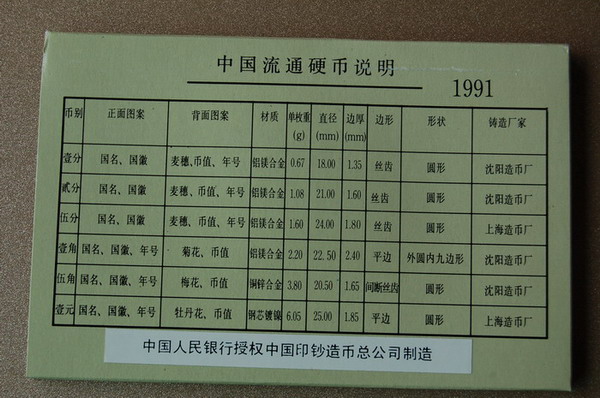 中国流通硬币说明
1991
币别 正面图案 背面图案 材质 单枚重(g) 直径(mm) 边厚(mm) 边形 形状 铸造厂家
壹分 国名、国徽 麦穗、币值、年号 铝镁合金 0.67 18.00 1.35 丝齿 圆形 沈阳造币厂
贰分 国名、国徽 麦穗、币值、年号 铝镁合金 1.08 21.00 1.60 丝齿 圆形 沈阳造币厂
伍分 国名、国徽 麦穗、币值、年号 铝镁合金 1.60 24.00 1.80 丝齿 圆形 上海造币厂
壹角 国名、国徽、年号 菊花、币值 铝镁合金 2.20 22.50 2.40 平边 外圆内九边形 沈阳造币厂
伍角 国名、国徽、年号 梅花、币值 铜锌合金 3.80 20.50 1.65 间断丝齿 圆形 沈阳造币厂
壹元 国名、国徽、年号 牡丹花、币值 钢芯镀镍 6.05 25.00 1.85 平边 圆形 上海造币厂
中国人民银行授权中国印钞造币总公司制造